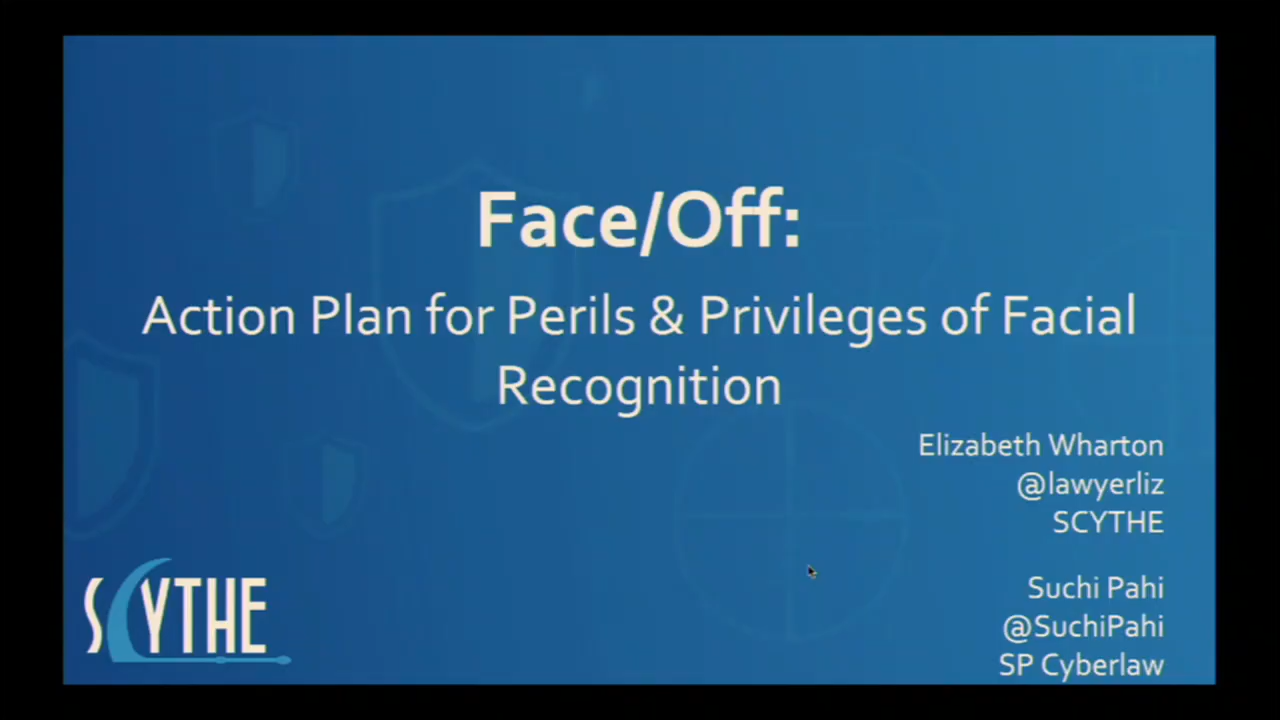 Face/Off:
Action Plan for Perils & Privileges of Facial
Recognition
Elizabeth Wharton
@lawyerliz
SCYTHE
Suchi Pahi
@SuchiPahi
SP Cyberlaw
SCYTHE